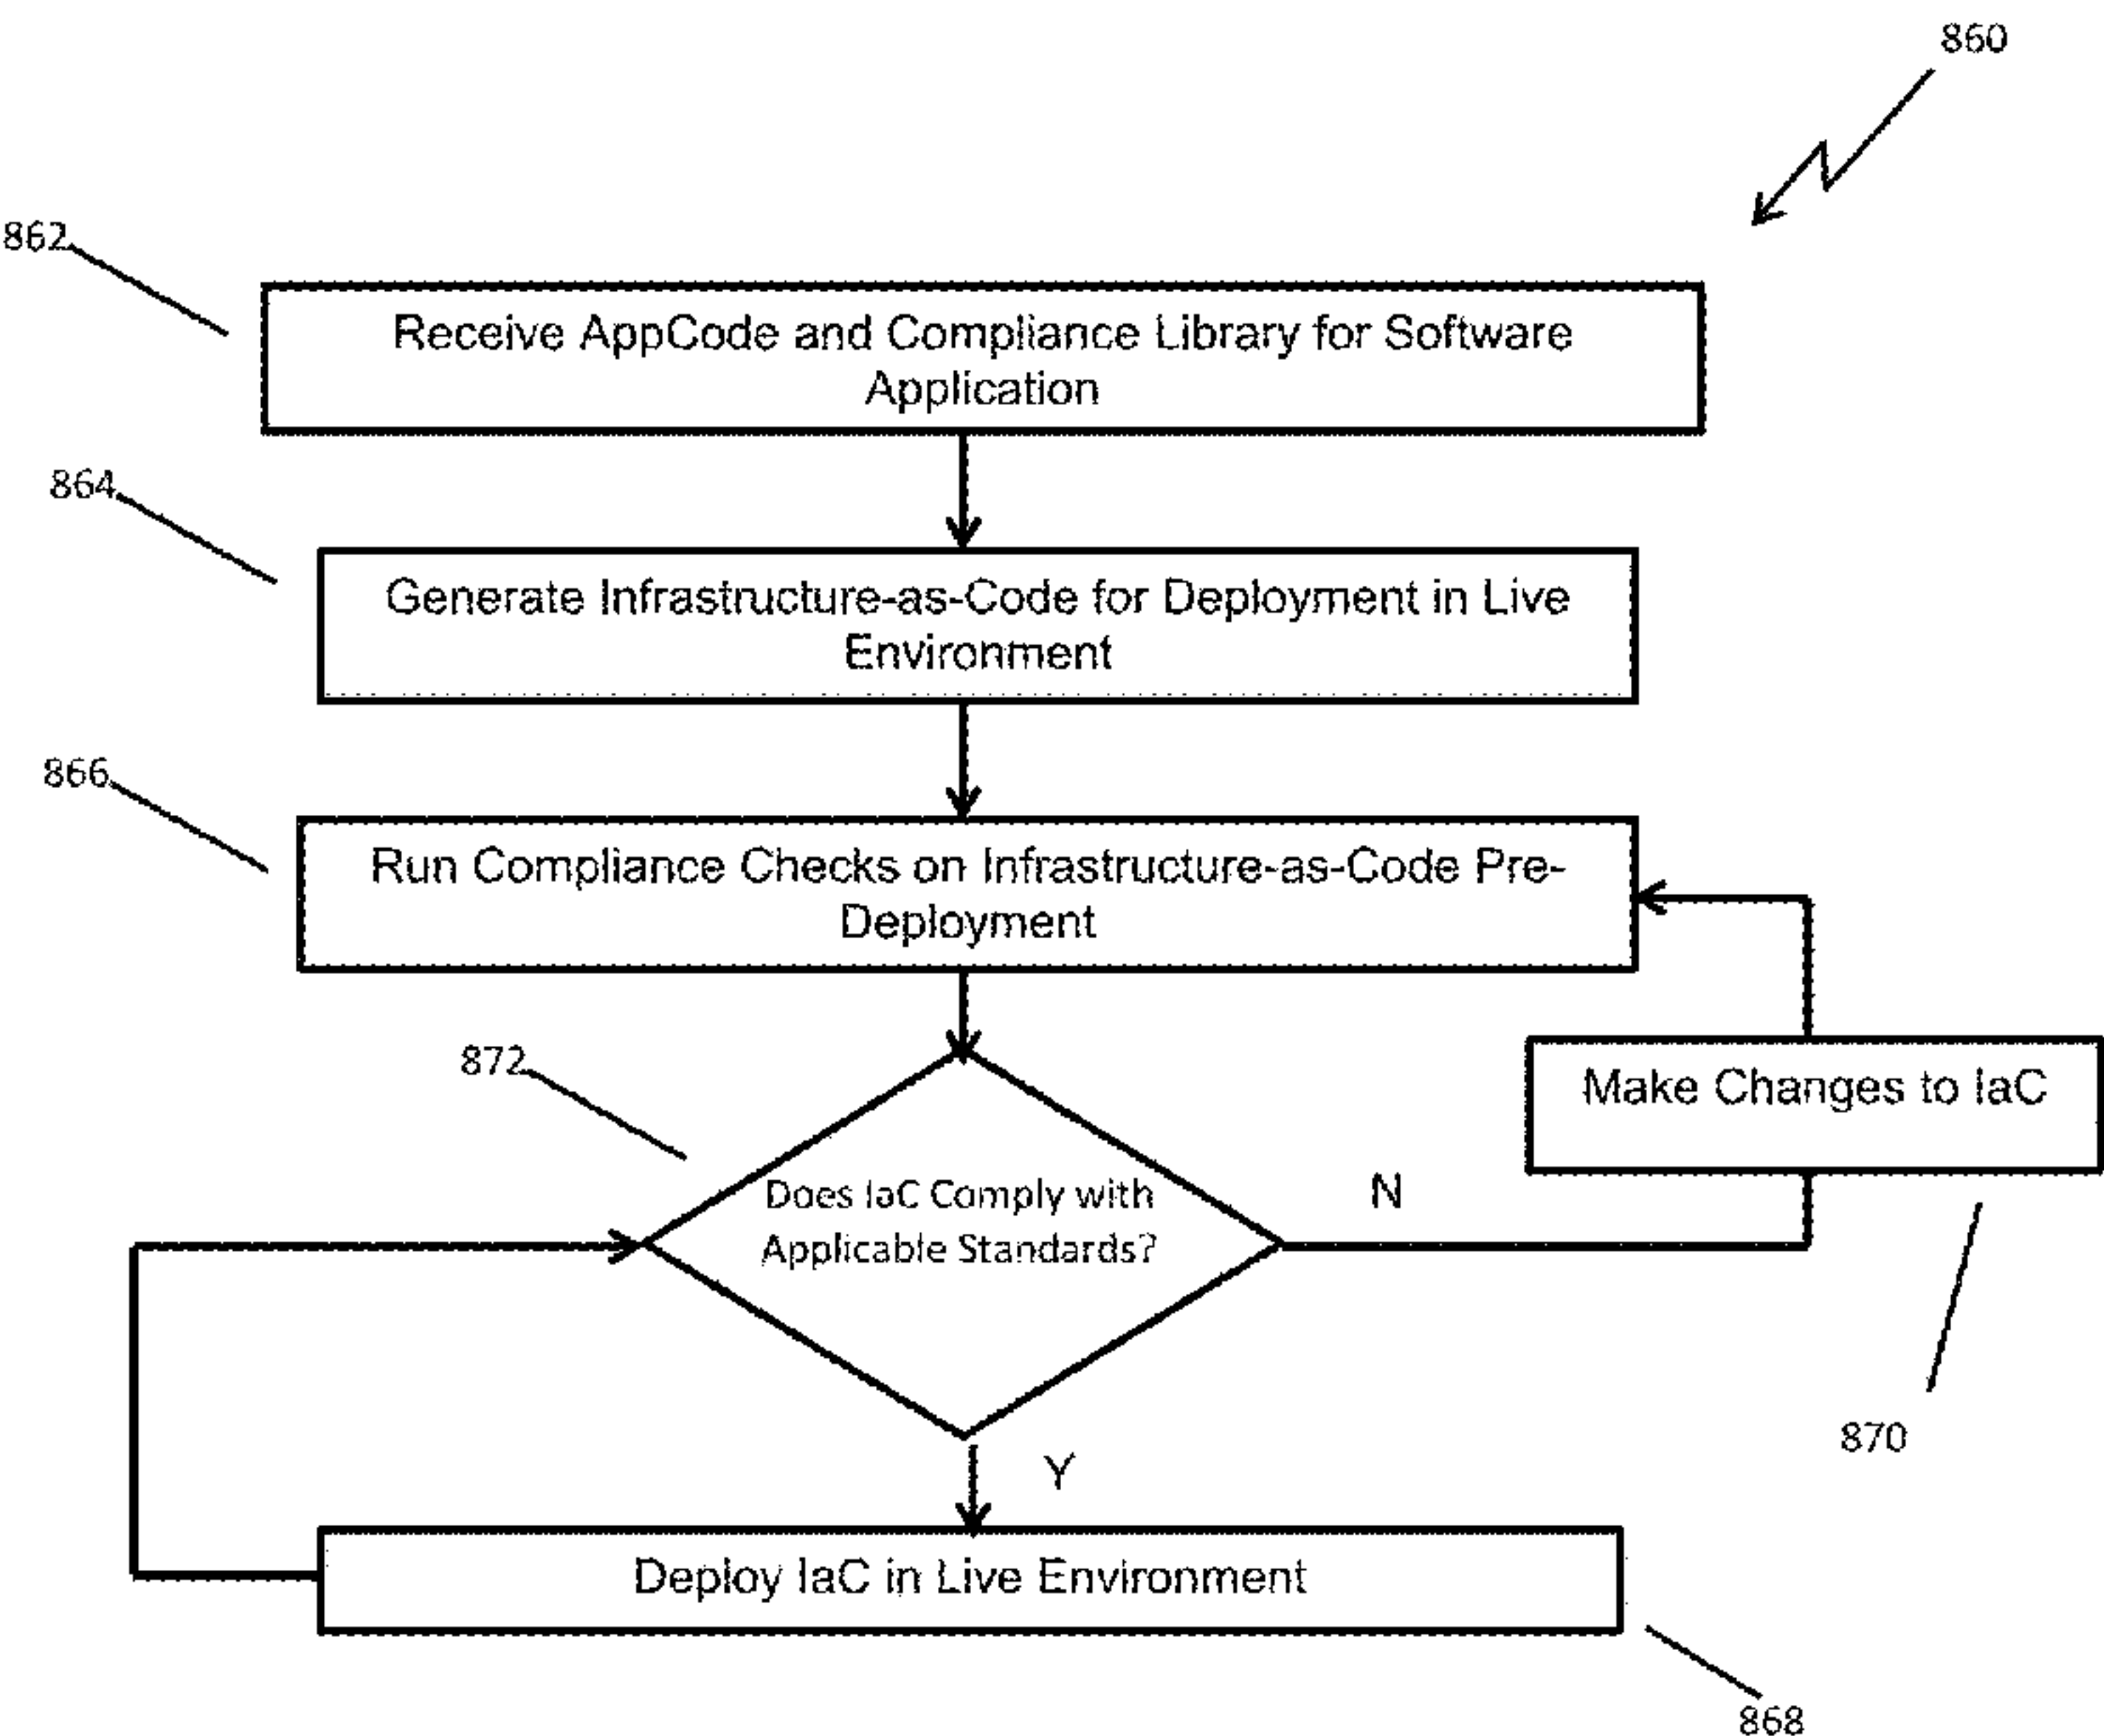 860
862
Receive AppCode and Compliance Library for Software
Application
864
Generate Infrastructure-as-Code for Deployment in Live
Environment
866
Run Compliance Checks on Infrastructure-as-Code Pre-
Deployment
872
Make Changes to IaC
Does IaC Comply with
Applicable Standards?
N
870
Y
Deploy IaC in Live Environment
868